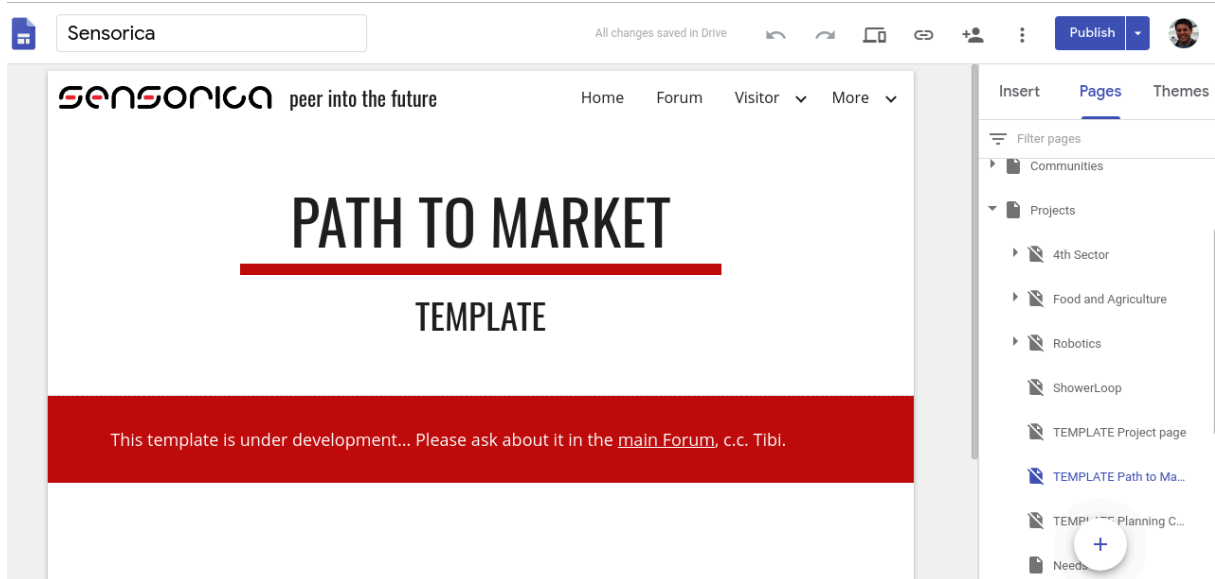 Sensorica
All changes saved in Drive
Publish
sensorica peer into the future
Home Forum Visitor More
PATH TO MARKET
TEMPLATE
This template is under development... Please ask about it in the main Forum, c.c. Tibi.
Insert Pages Themes
Filter pages
Communities
Projects
4th Sector
Food and Agriculture
Robotics
ShowerLoop
TEMPLATE Project page
TEMPLATE Path to Ma...
TEMPLATE Planning C...
Needs